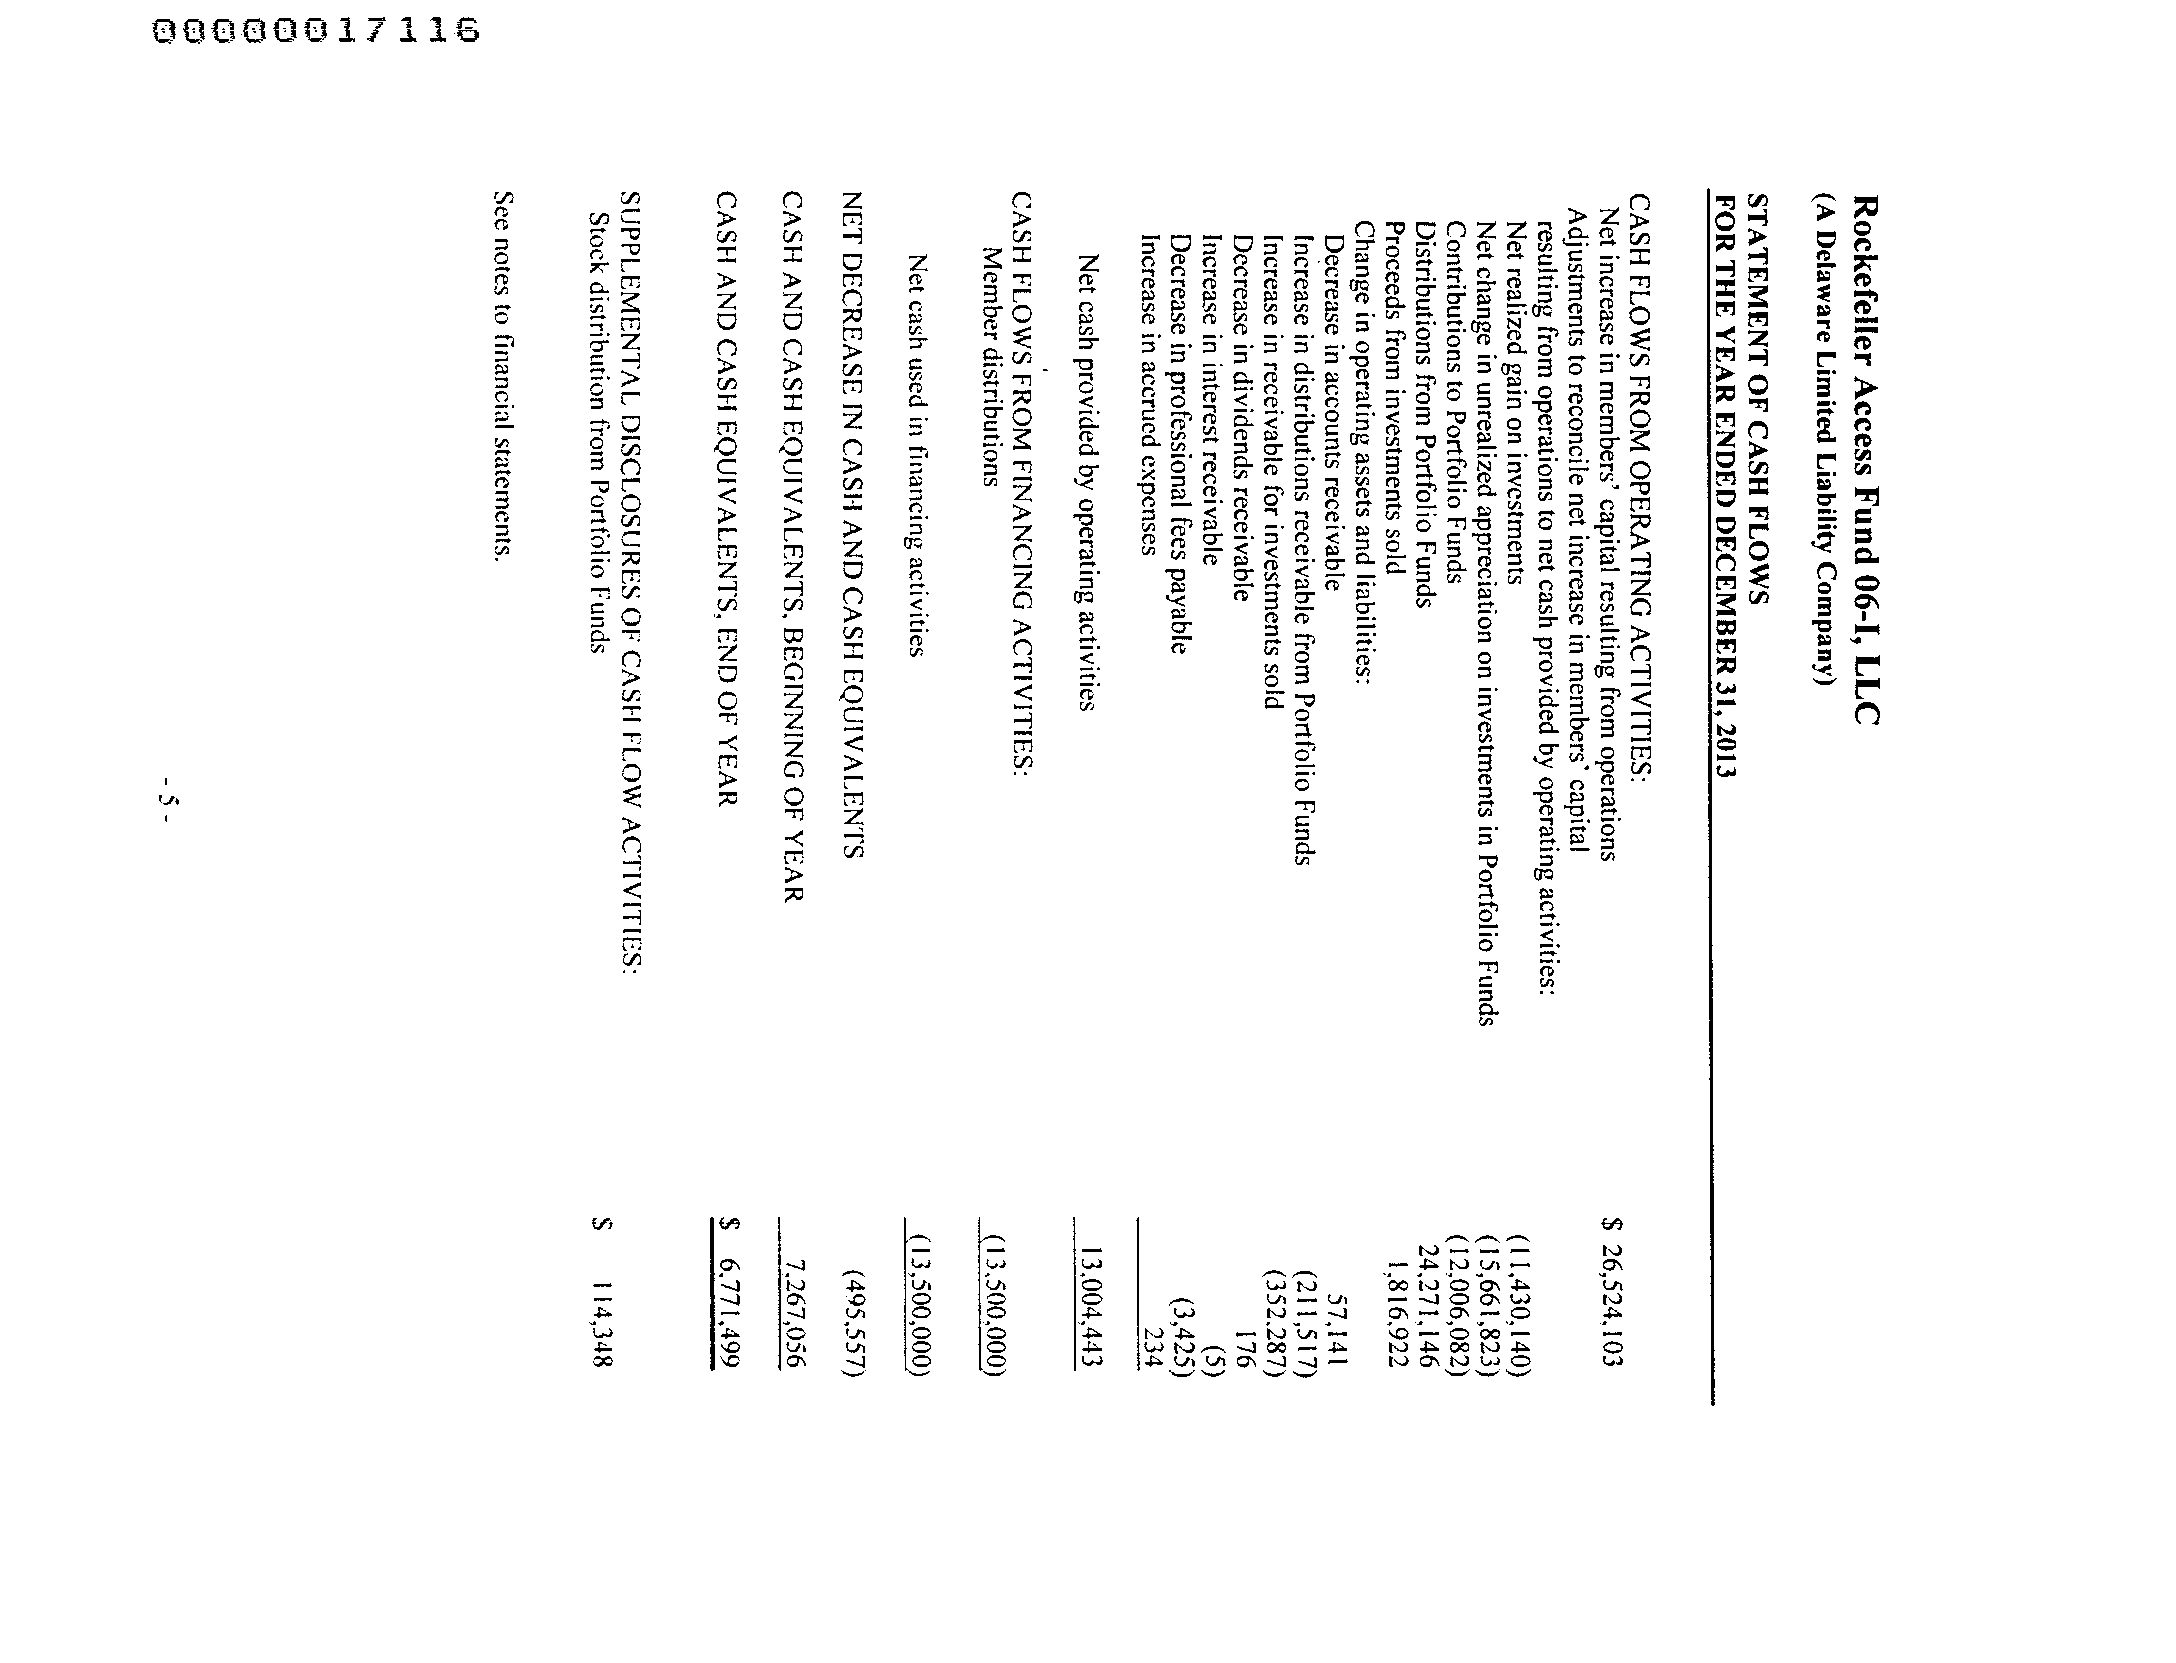 Rockefeller Access Fund 06-I, LLC
(A Delaware Limited Liability Company)
STATEMENT OF CASH FLOWS
FOR THE YEAR ENDED DECEMBER 31, 2013
CASH FLOWS FROM OPERATING ACTIVITIES:
Net increase in members' capital resulting from operations $ 26,524,103
Adjustments to reconcile net increase in members' capital
resulting from operations to net cash provided by operating activities:
Net realized gain on investments (11,430,140)
Net change in unrealized appreciation on investments in Portfolio Funds (15,661,823)
Contributions to Portfolio Funds (12,006,082)
Distributions from Portfolio Funds 24,271,146
Proceeds from investments sold 1,816,922
Change in operating assets and liabilities:
Decrease in accounts receivable 57,141
Increase in distributions receivable from Portfolio Funds (211,517)
Increase in receivable for investments sold (352,287)
Decrease in dividends receivable 176
Increase in interest receivable (5)
Decrease in professional fees payable (3,425)
Increase in accrued expenses 234
Net cash provided by operating activities 13,004,443
CASH FLOWS FROM FINANCING ACTIVITIES:
Member distributions (13,500,000)
Net cash used in financing activities (13,500,000)
NET DECREASE IN CASH AND CASH EQUIVALENTS (495,557)
CASH AND CASH EQUIVALENTS, BEGINNING OF YEAR 7,267,056
CASH AND CASH EQUIVALENTS, END OF YEAR $ 6,771,499
SUPPLEMENTAL DISCLOSURES OF CASH FLOW ACTIVITIES:
Stock distribution from Portfolio Funds $ 114,348
See notes to financial statements.
- 5 -
00000017116